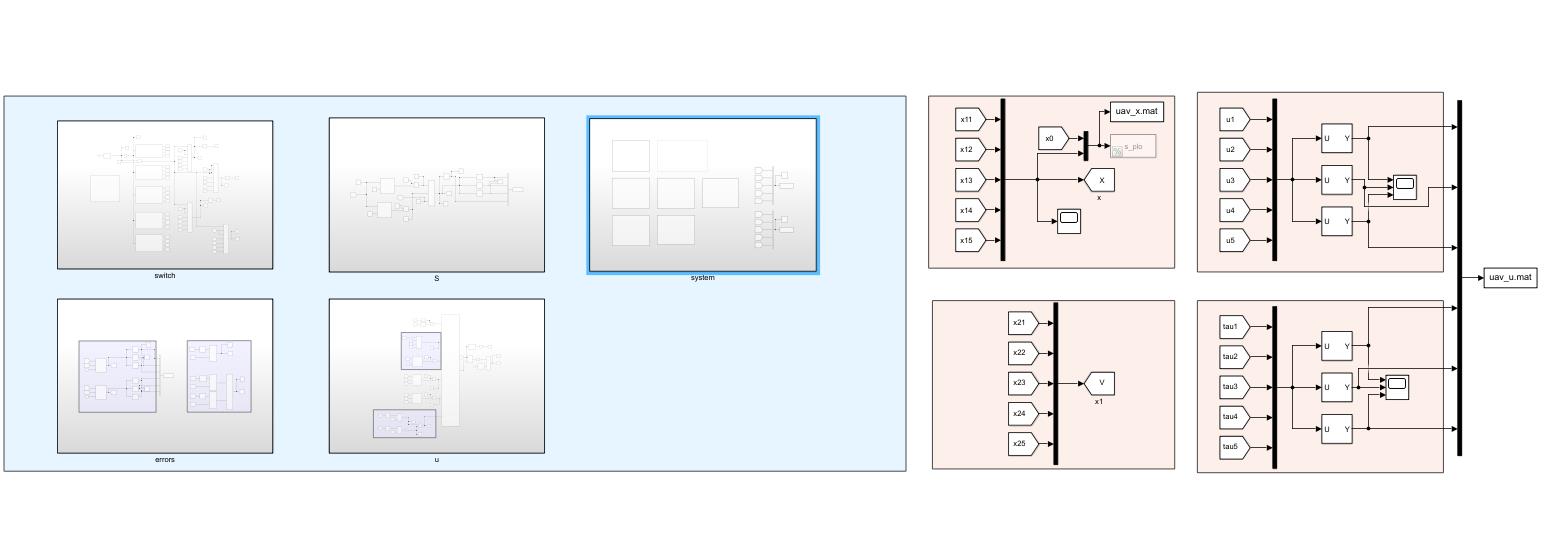 switch
S
system
errors
u
x11
x12
x13
x14
x15
x0
uav_x.mat
s_plo
X
x
x21
x22
x23
x24
x25
V
x1
u1
u2
u3
u4
u5
U Y
U Y
U Y
tau1
tau2
tau3
tau4
tau5
U Y
U Y
U Y
uav_u.mat